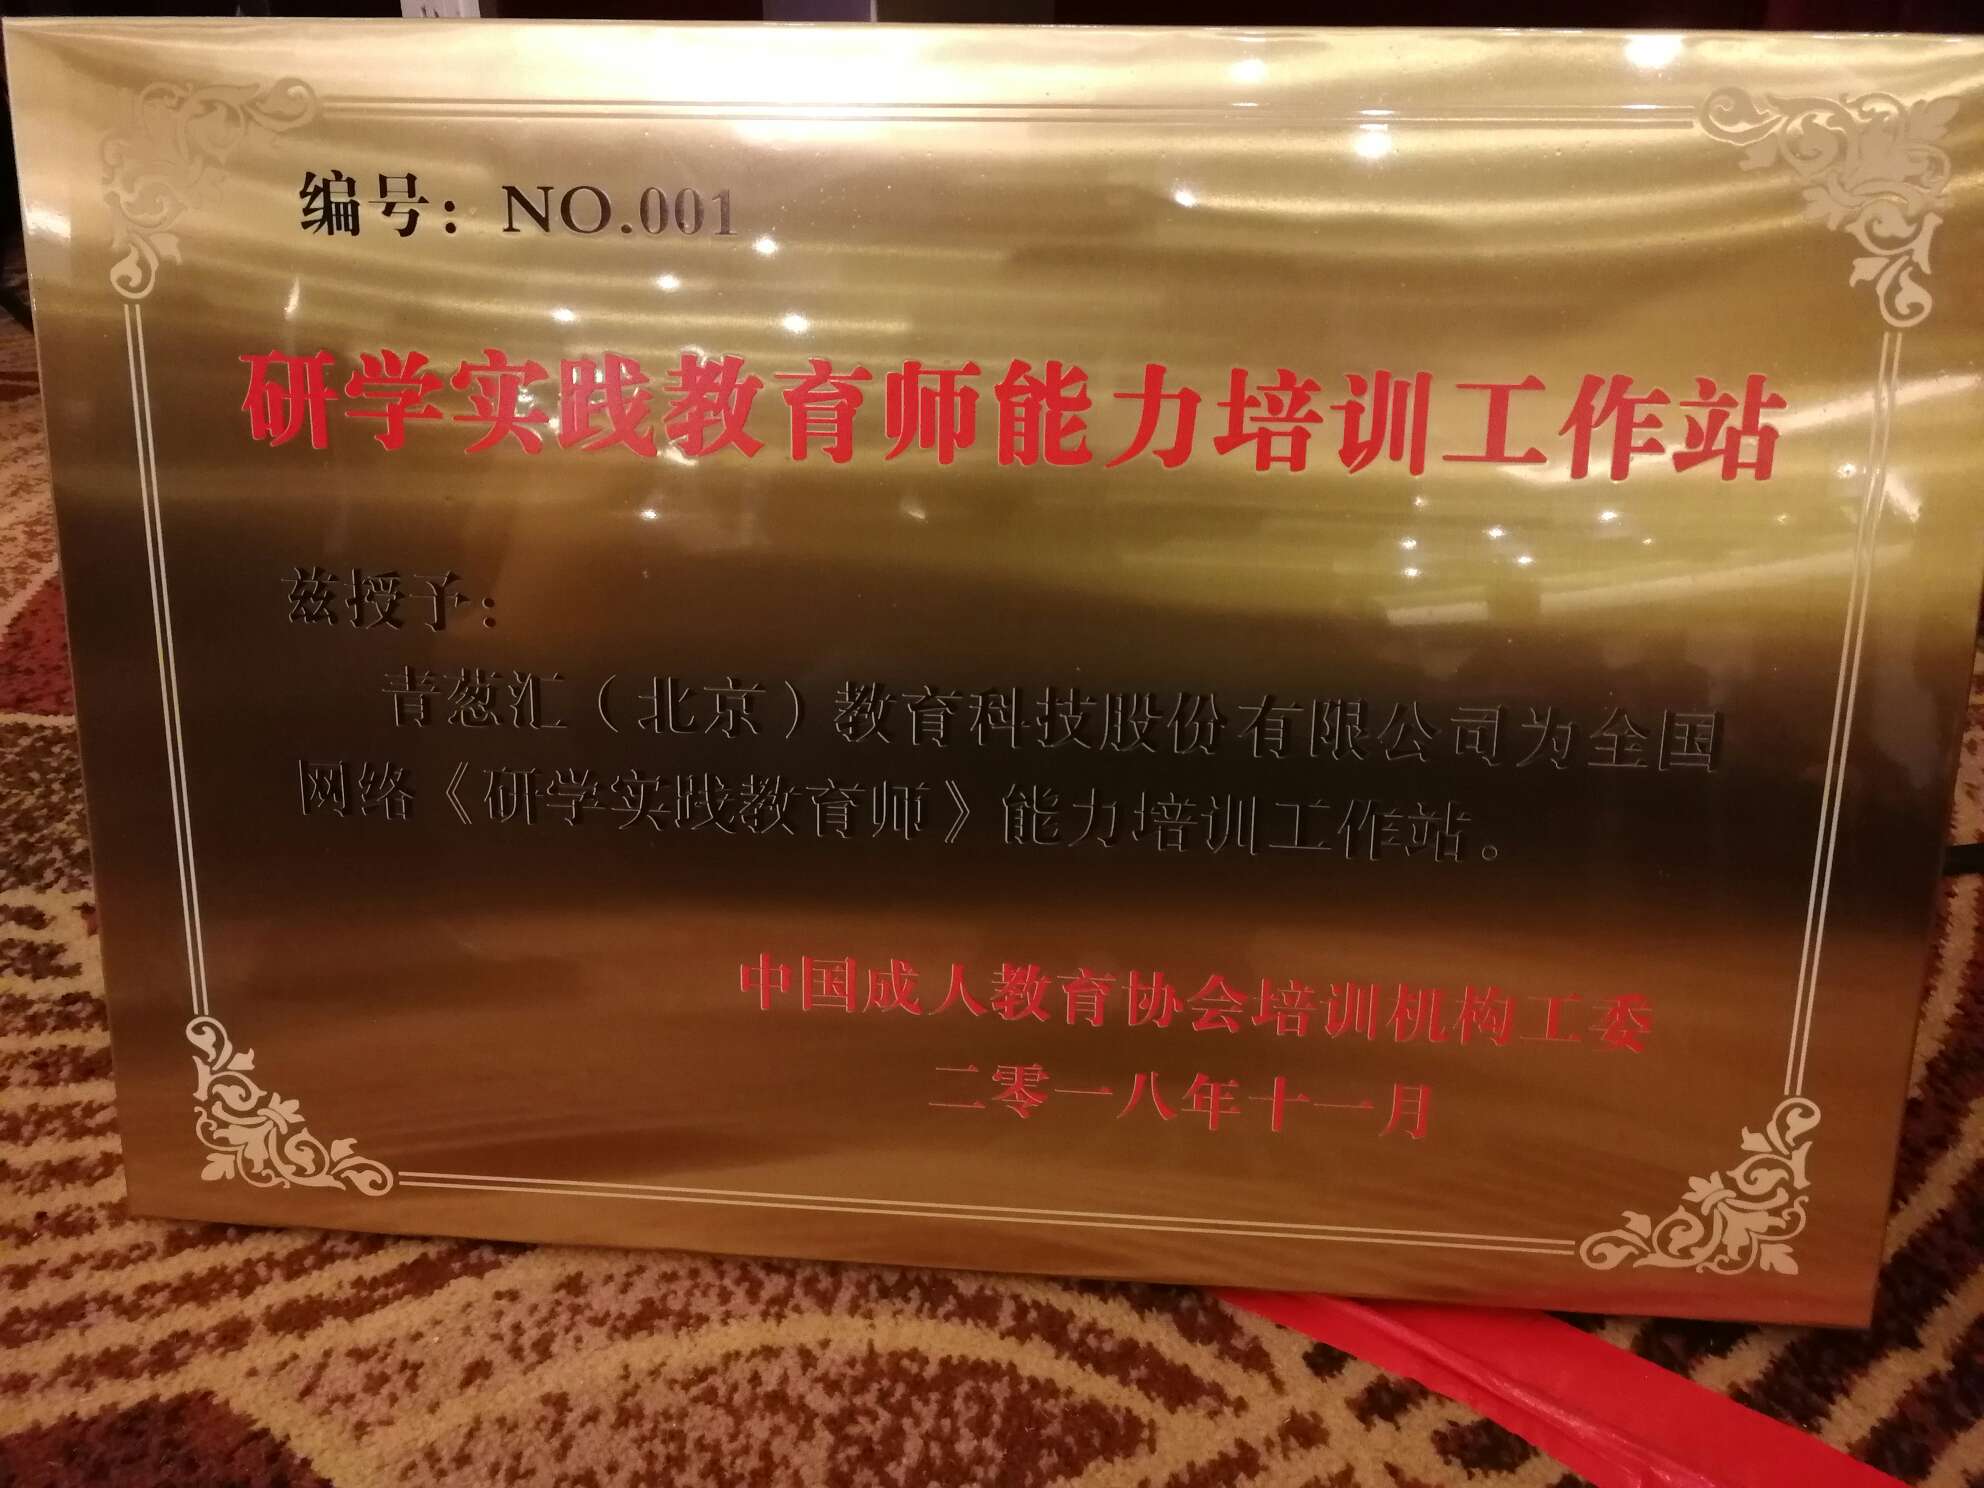 编号：NO.001
研学实践教育师能力培训工作站
兹授予：
青葱汇（北京）教育科技股份有限公司为全国
网络《研学实践教育师》能力培训工作站。
中国成人教育协会培训机构工委
二零一八年十一月